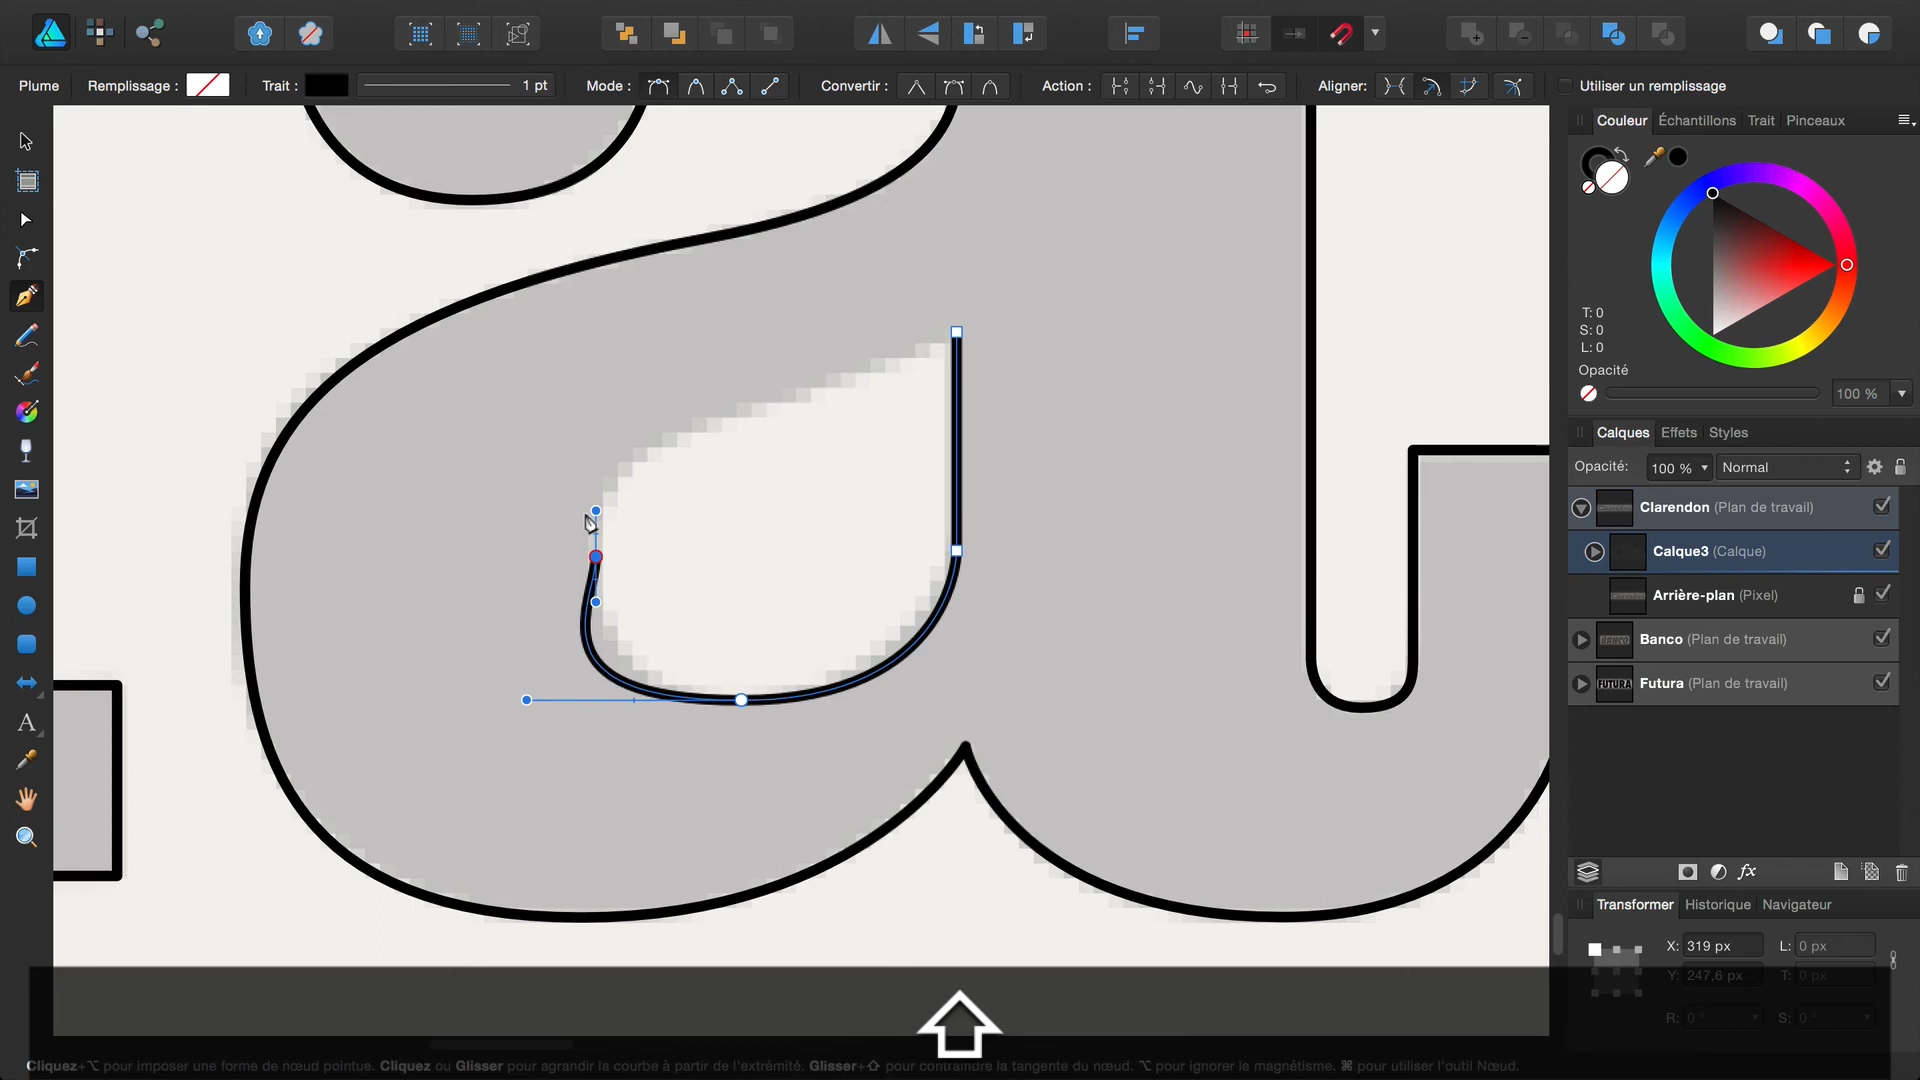 Plume Remplissage : Trait : 1 pt Mode : Convertir : Action : Aligner: Utiliser un remplissage
Couleur Échantillons Trait Pinceaux
T: 0
S: 0
L: 0
Opacité
100 %
Calques Effets Styles
Opacité: 100 % Normal
Clarendon (Plan de travail)
Calque3 (Calque)
Arrière-plan (Pixel)
Banco (Plan de travail)
Futura (Plan de travail)
fx
Transformer Historique Navigateur
X: 319 px L: 0 px
Y: 247,6 px T: 0 px
R: 0 ° S: 0 °
Cliquez+⌥ pour imposer une forme de nœud pointue. Cliquez ou Glisser pour agrandir la courbe à partir de l'extrémité. Glisser+⇧ pour contraindre la tangente du nœud. ⌥ pour ignorer le magnétisme. ⌘ pour utiliser l'outil Nœud.